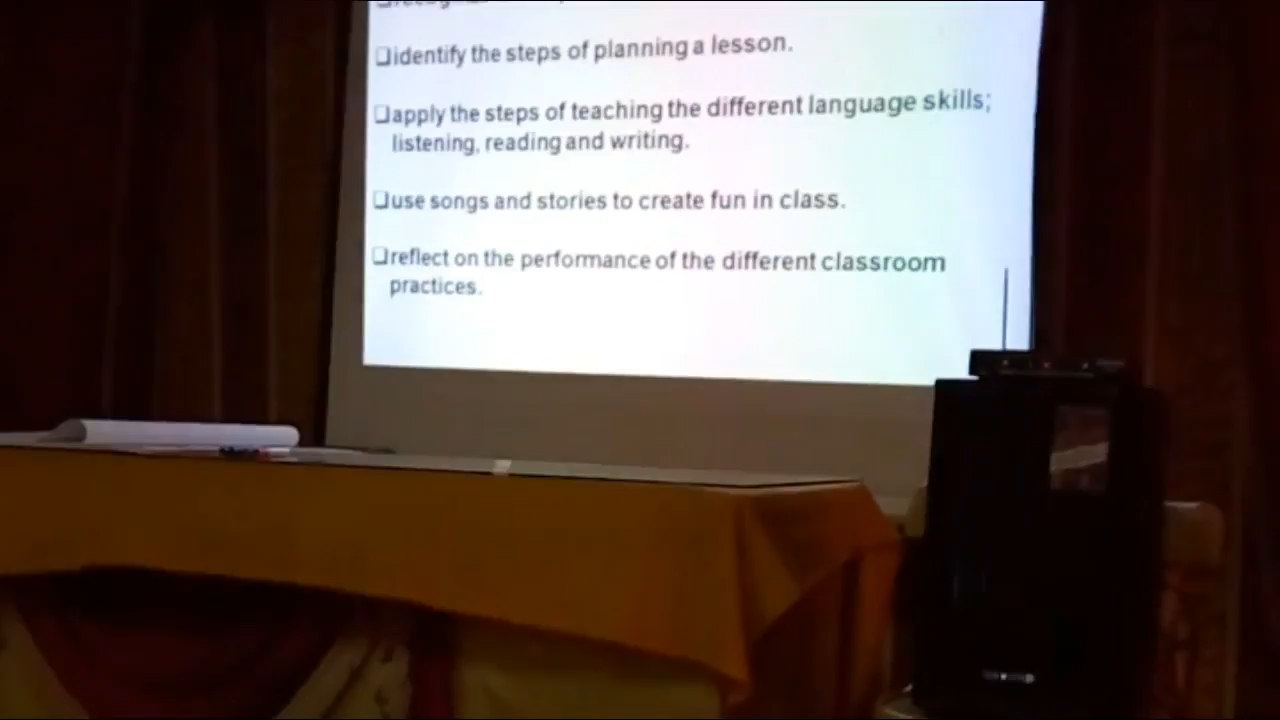 ❑identify the steps of planning a lesson.
❑apply the steps of teaching the different language skills;
listening, reading and writing.
❑use songs and stories to create fun in class.
❑reflect on the performance of the different classroom
practices.